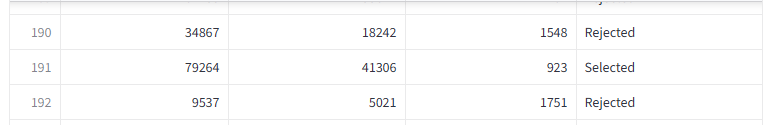 190 34867 18242 1548 Rejected
191 79264 41306 923 Selected
192 9537 5021 1751 Rejected